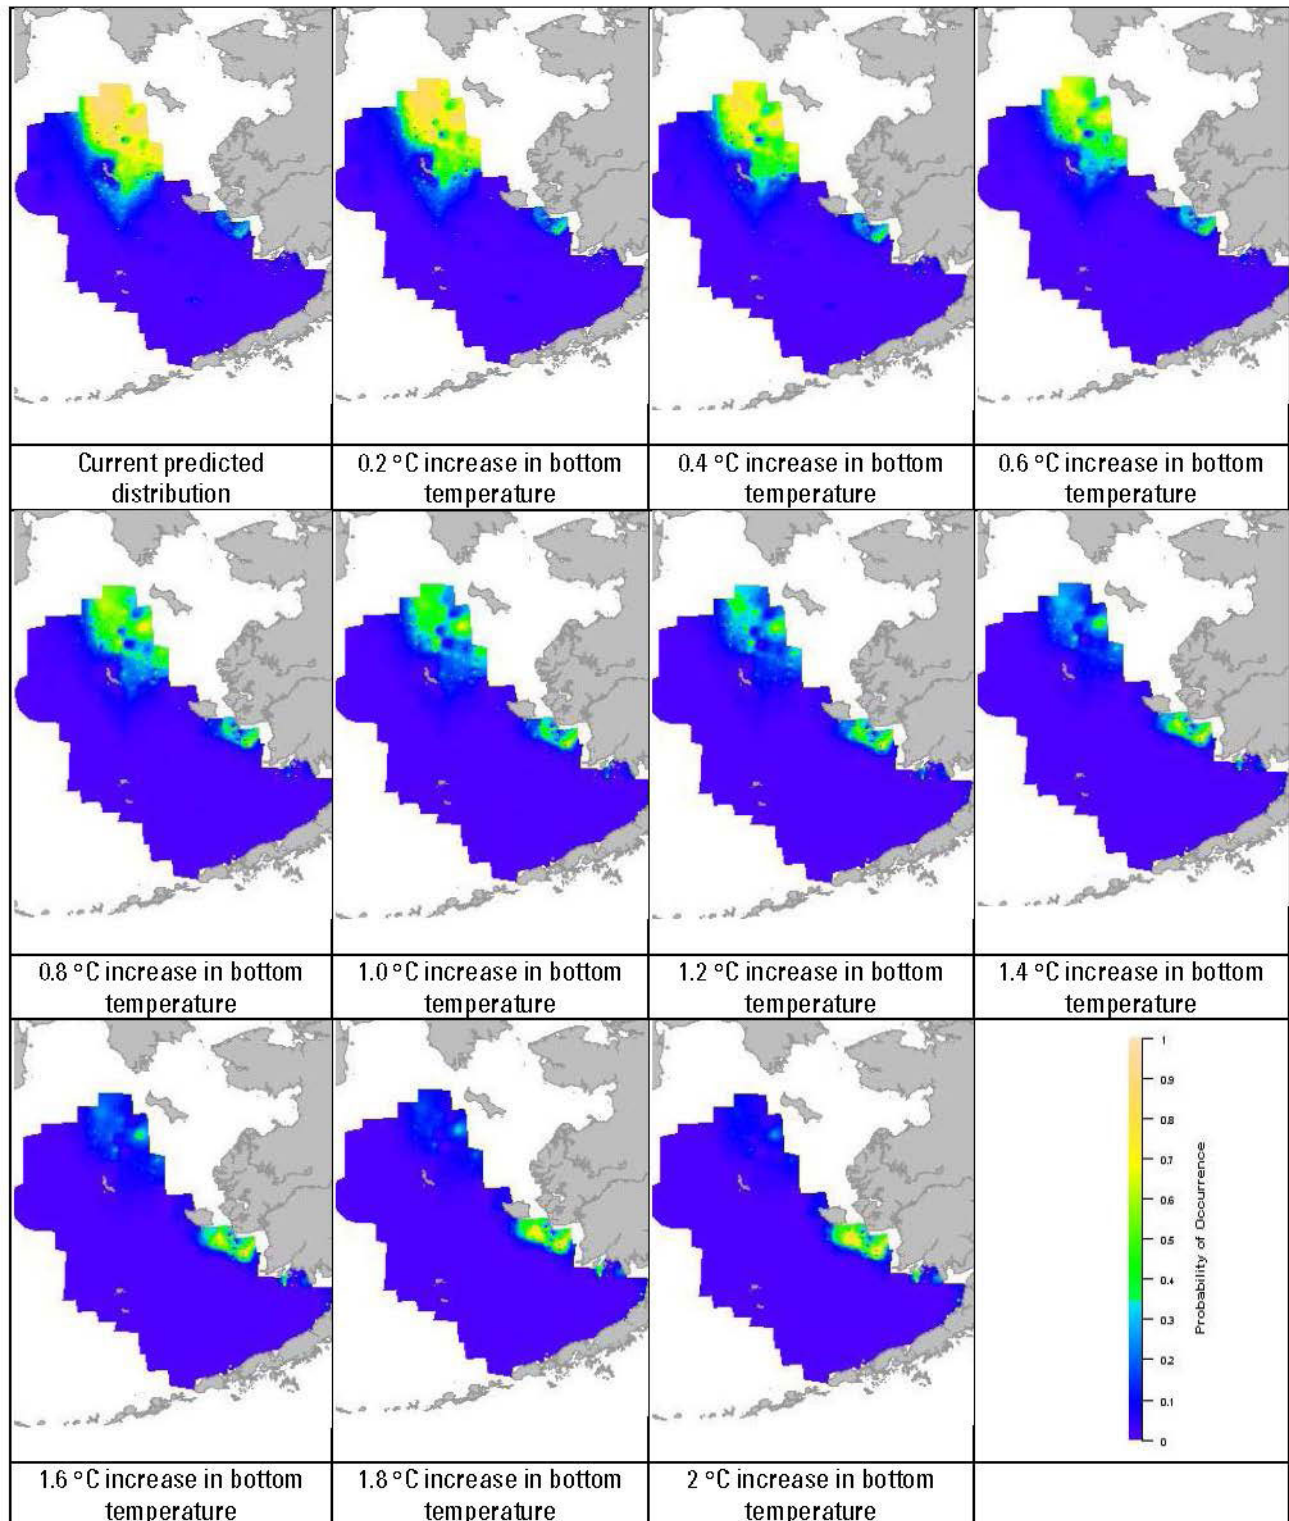 Current predicted
distribution
0.2 °C increase in bottom
temperature
0.4 °C increase in bottom
temperature
0.6 °C increase in bottom
temperature
0.8 °C increase in bottom
temperature
1.0 °C increase in bottom
temperature
1.2 °C increase in bottom
temperature
1.4 °C increase in bottom
temperature
1
0.9
0.8
0.7
0.6
0.5
0.4
0.3
0.2
0.1
0
Probability of Occurrence
1.6 °C increase in bottom
temperature
1.8 °C increase in bottom
temperature
2 °C increase in bottom
temperature